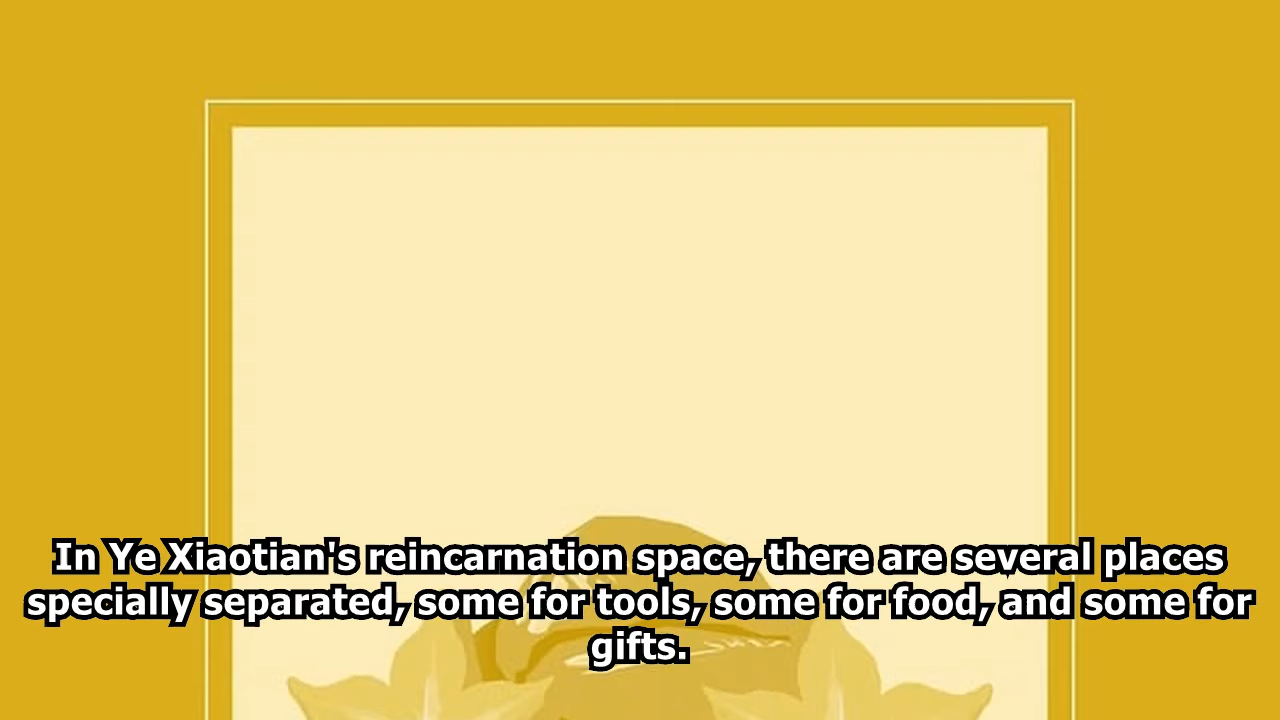 In Ye Xiaotian's reincarnation space, there are several places
specially separated, some for tools, some for food, and some for
gifts.